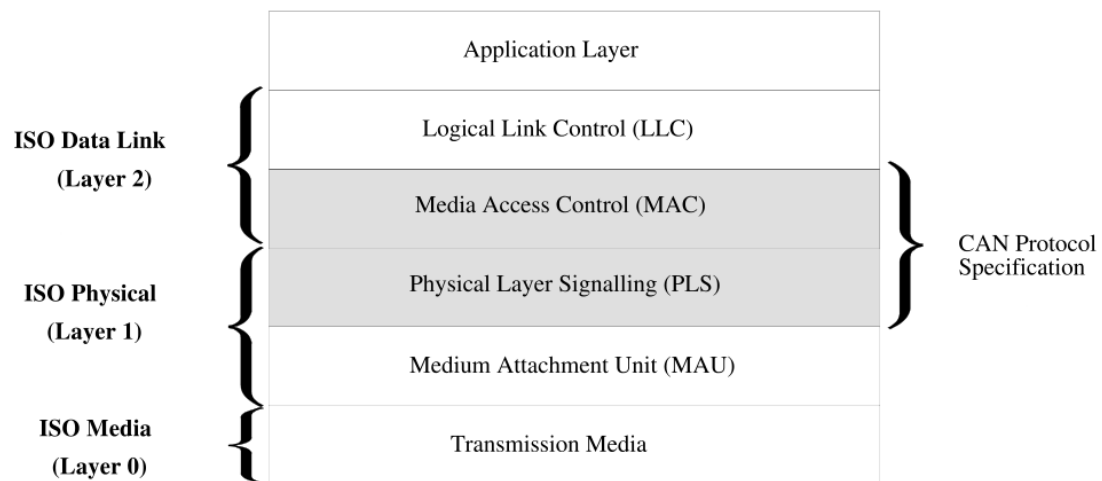 Application Layer
Logical Link Control (LLC)
ISO Data Link
(Layer 2)
Media Access Control (MAC)
CAN Protocol
Specification
Physical Layer Signalling (PLS)
ISO Physical
(Layer 1)
Medium Attachment Unit (MAU)
ISO Media
(Layer 0)
Transmission Media